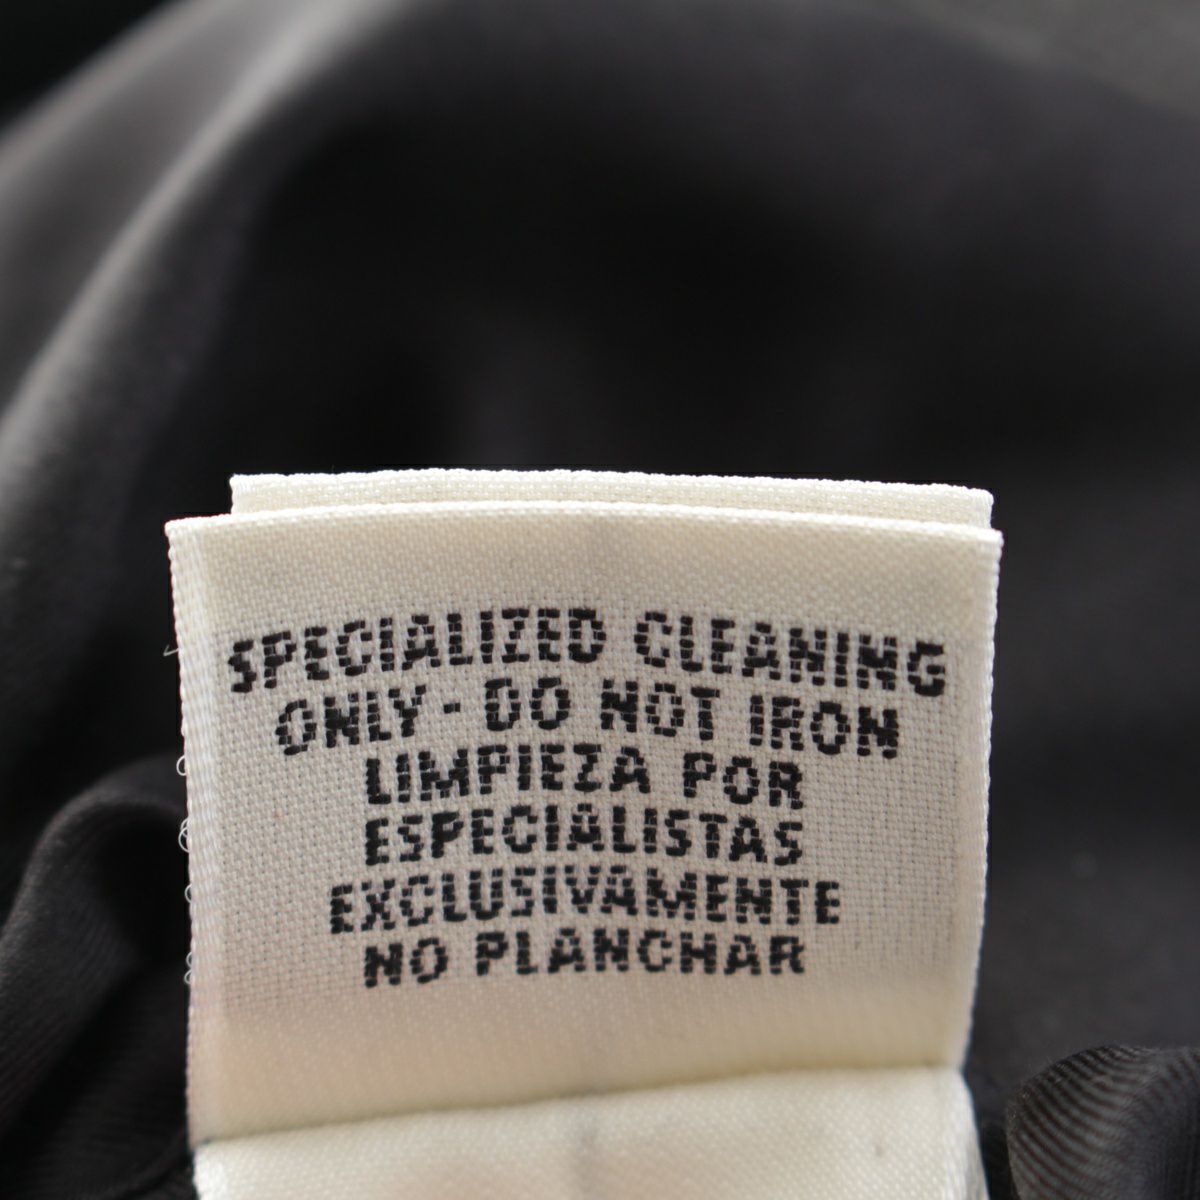 SPECIALIZED CLEANING
ONLY - DO NOT IRON
LIMPIEZA POR
ESPECIALISTAS
EXCLUSIVAMENTE
NO PLANCHAR